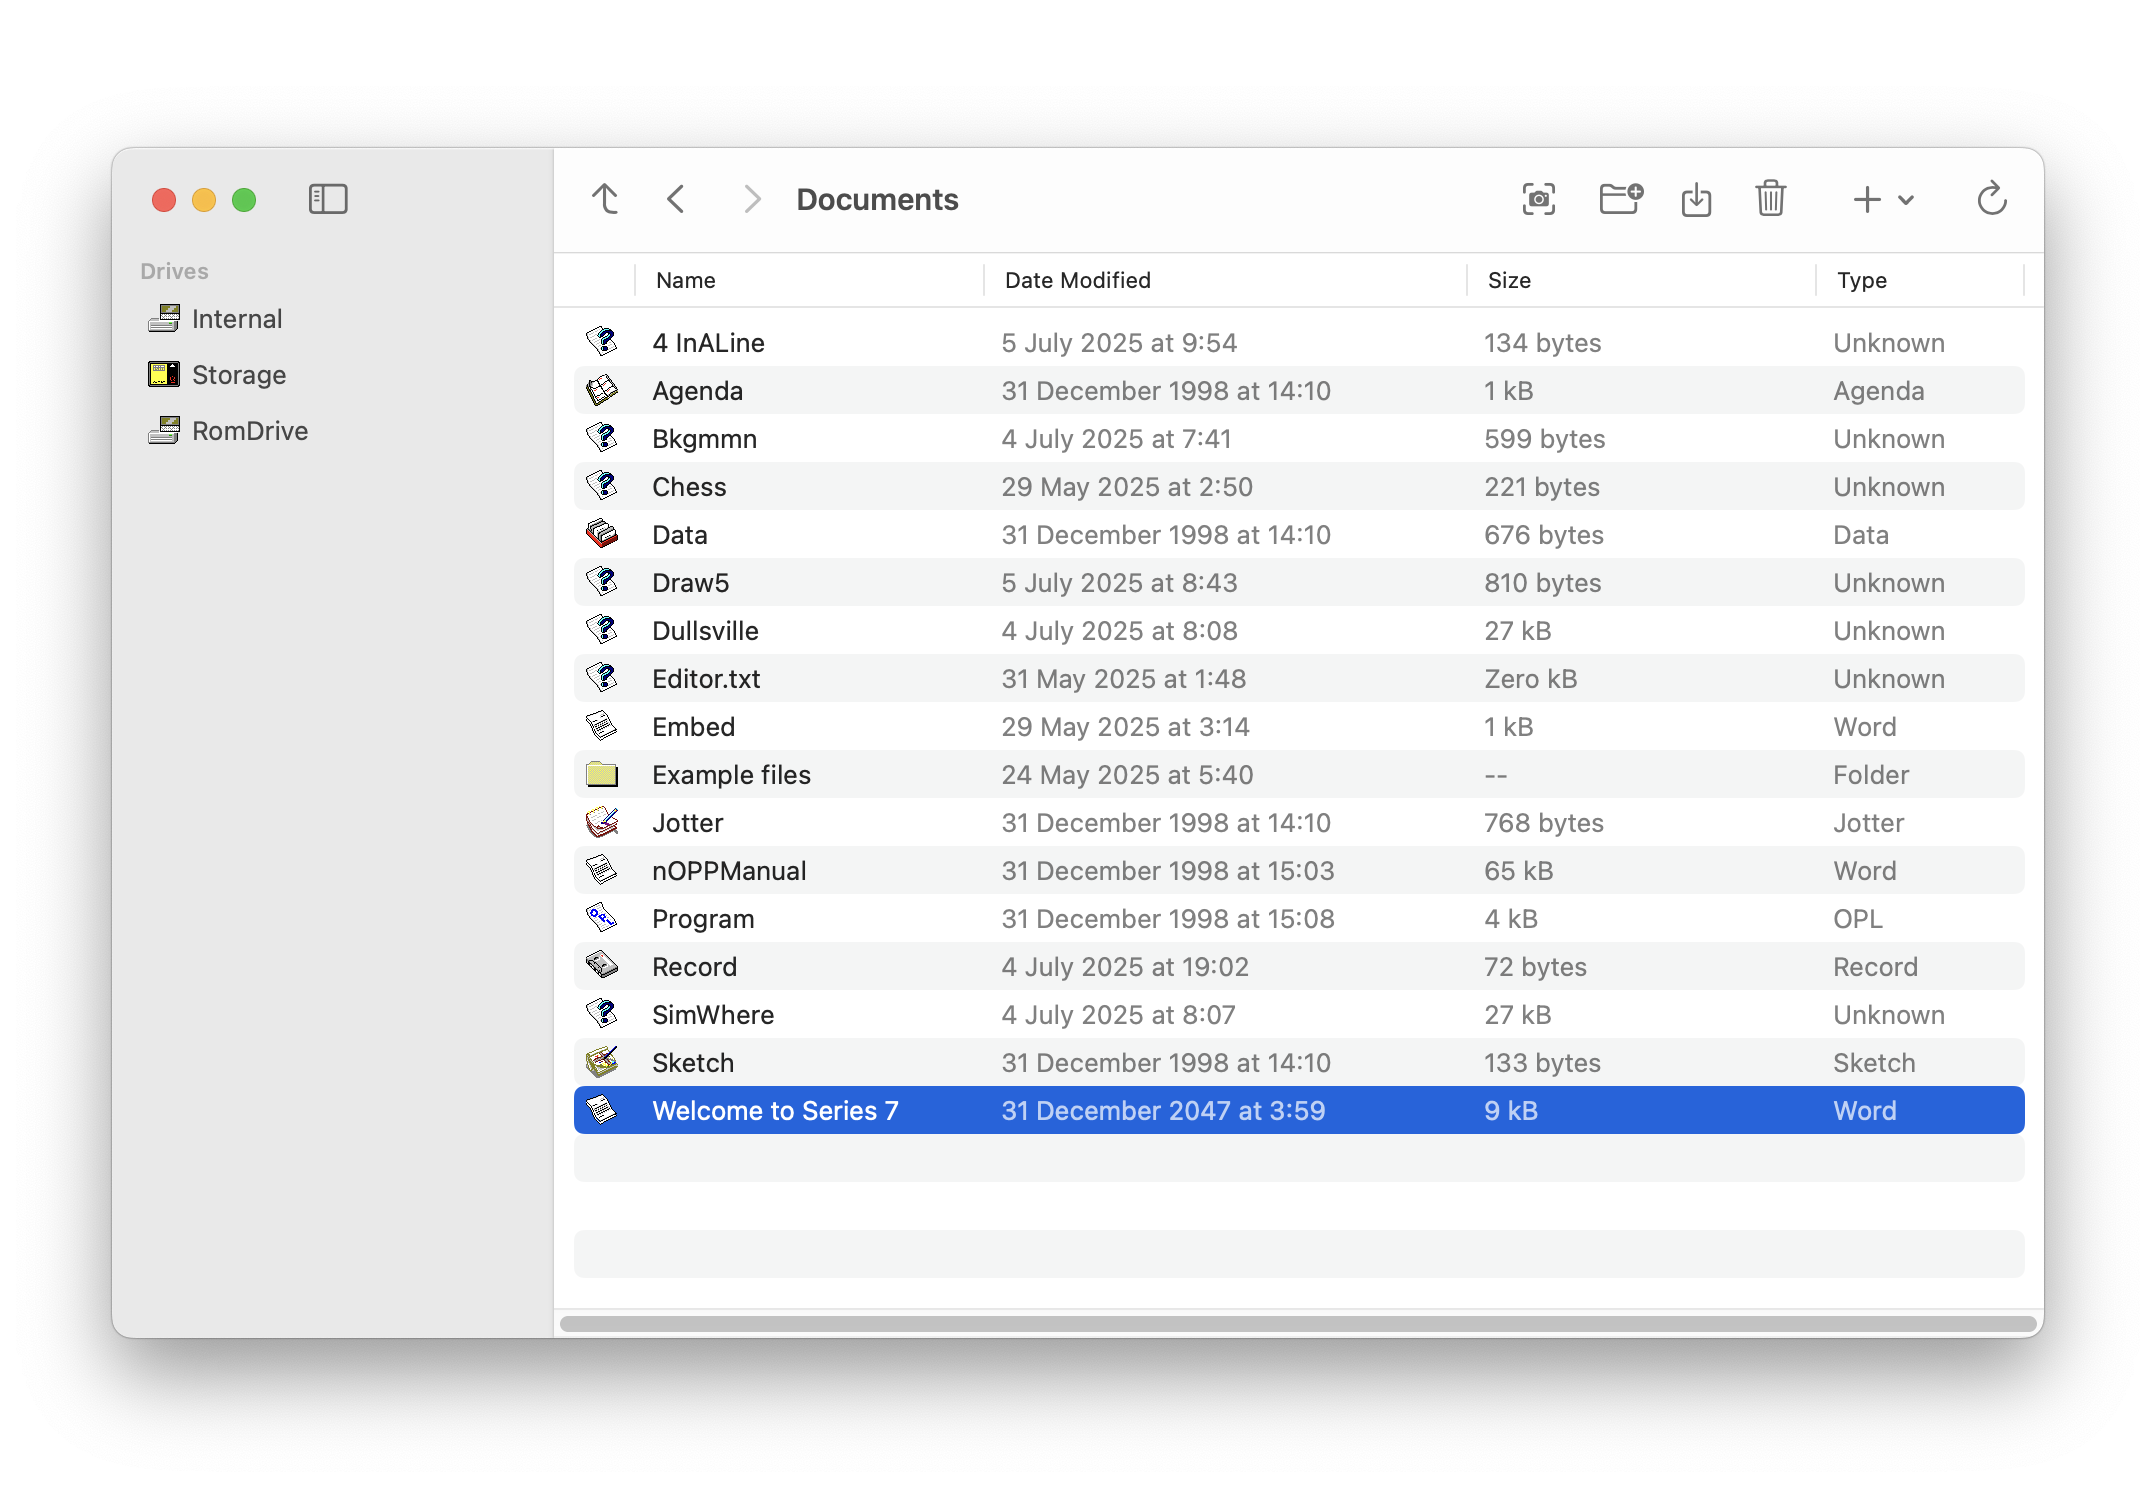 Documents
Drives
Internal
Storage
RomDrive
Name Date Modified Size Type
4 InALine 5 July 2025 at 9:54 134 bytes Unknown
Agenda 31 December 1998 at 14:10 1 kB Agenda
Bkgmmn 4 July 2025 at 7:41 599 bytes Unknown
Chess 29 May 2025 at 2:50 221 bytes Unknown
Data 31 December 1998 at 14:10 676 bytes Data
Draw5 5 July 2025 at 8:43 810 bytes Unknown
Dullsville 4 July 2025 at 8:08 27 kB Unknown
Editor.txt 31 May 2025 at 1:48 Zero kB Unknown
Embed 29 May 2025 at 3:14 1 kB Word
Example files 24 May 2025 at 5:40 -- Folder
Jotter 31 December 1998 at 14:10 768 bytes Jotter
nOPPManual 31 December 1998 at 15:03 65 kB Word
Program 31 December 1998 at 15:08 4 kB OPL
Record 4 July 2025 at 19:02 72 bytes Record
SimWhere 4 July 2025 at 8:07 27 kB Unknown
Sketch 31 December 1998 at 14:10 133 bytes Sketch
Welcome to Series 7 31 December 2047 at 3:59 9 kB Word